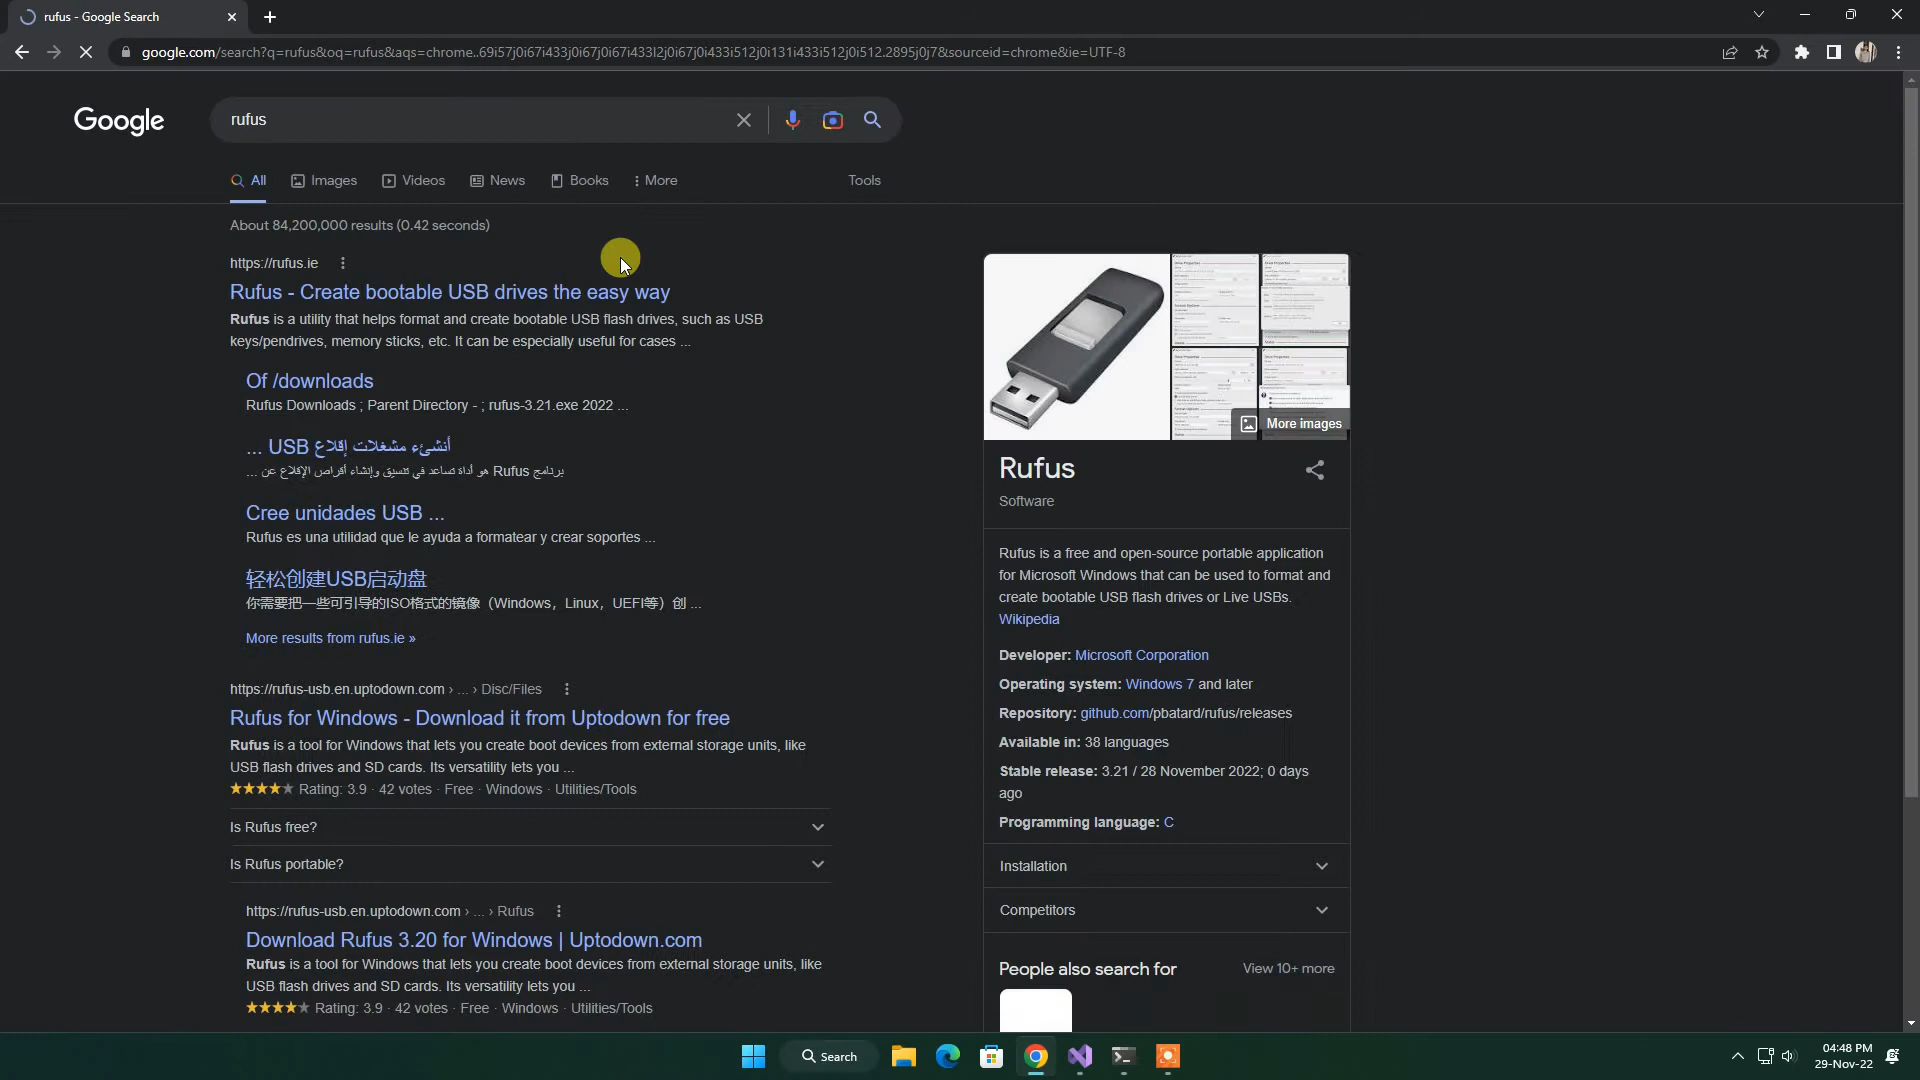 rufus - Google Search
google.com/search?q=rufus&oq=rufus&aqs=chrome..69i57j0i67i433j0i67j0i67i433l2j0i67j0i433i512j0i131i433i512j0i512.2895j0j7&sourceid=chrome&ie=UTF-8
Google
rufus
All Images Videos News Books More Tools
About 84,200,000 results (0.42 seconds)
https://rufus.ie
Rufus - Create bootable USB drives the easy way
Rufus is a utility that helps format and create bootable USB flash drives, such as USB
keys/pendrives, memory sticks, etc. It can be especially useful for cases ...
Of /downloads
Rufus Downloads ; Parent Directory - ; rufus-3.21.exe 2022 ...
أنشئ مشغلات إقلاع USB ...
برنامج Rufus هو أداة تساعد في تنسيق وإنشاء أقراص الإقلاع عن ...
Cree unidades USB ...
Rufus es una utilidad que le ayuda a formatear y crear soportes ...
轻松创建USB启动盘
你需要把一些可引导的ISO格式的镜像（Windows，Linux，UEFI等）创 ...
More results from rufus.ie »
https://rufus-usb.en.uptodown.com › ... › Disc/Files
Rufus for Windows - Download it from Uptodown for free
Rufus is a tool for Windows that lets you create boot devices from external storage units, like
USB flash drives and SD cards. Its versatility lets you ...
Rating: 3.9 · 42 votes · Free · Windows · Utilities/Tools
Is Rufus free?
Is Rufus portable?
https://rufus-usb.en.uptodown.com › ... › Rufus
Download Rufus 3.20 for Windows | Uptodown.com
Rufus is a tool for Windows that lets you create boot devices from external storage units, like
USB flash drives and SD cards. Its versatility lets you ...
Rating: 3.9 · 42 votes · Free · Windows · Utilities/Tools
More images
Rufus
Software
Rufus is a free and open-source portable application
for Microsoft Windows that can be used to format and
create bootable USB flash drives or Live USBs.
Wikipedia
Developer: Microsoft Corporation
Operating system: Windows 7 and later
Repository: github.com/pbatard/rufus/releases
Available in: 38 languages
Stable release: 3.21 / 28 November 2022; 0 days
ago
Programming language: C
Installation
Competitors
People also search for View 10+ more
Search
04:48 PM
29-Nov-22